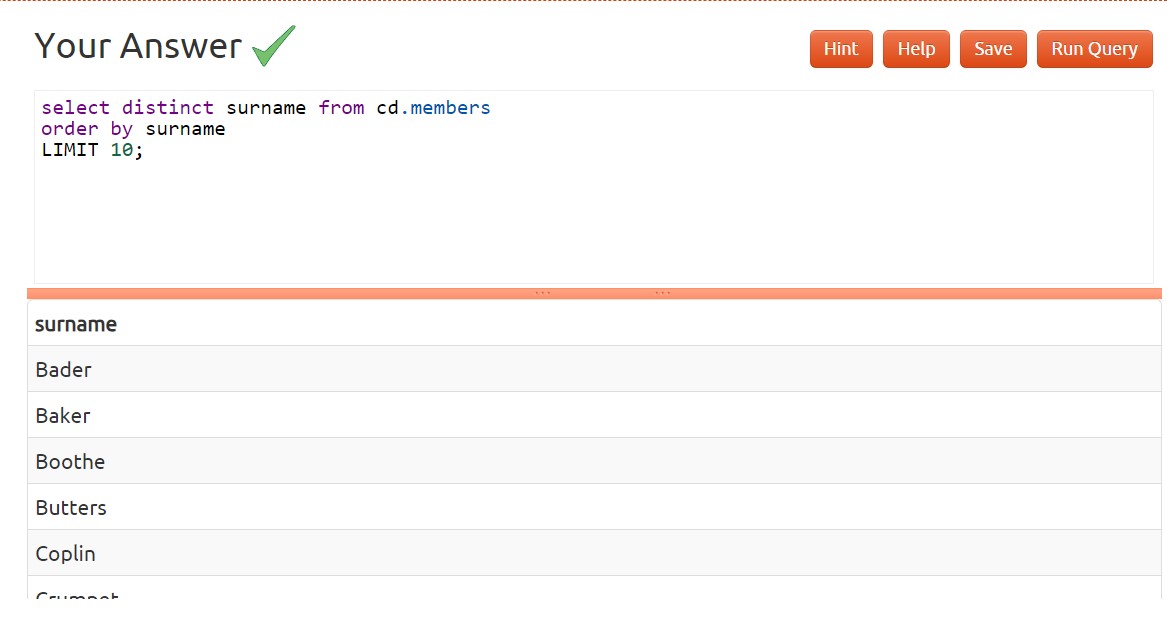 Your Answer
Hint Help Save Run Query
select distinct surname from cd.members
order by surname
LIMIT 10;
surname
Bader
Baker
Boothe
Butters
Coplin
Crumpet